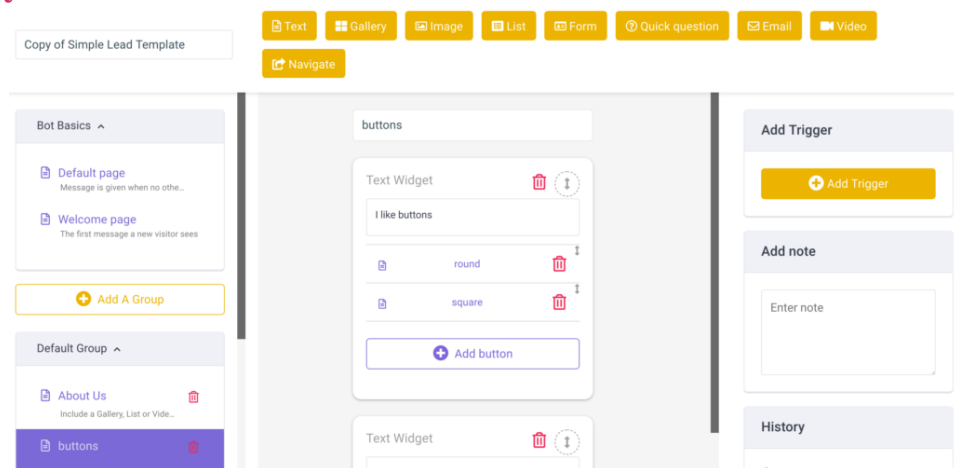 Copy of Simple Lead Template
Text
Gallery
Image
List
Form
Quick question
Email
Video
Navigate
Bot Basics
Default page
Message is given when no othe...
Welcome page
The first message a new visitor sees
Add A Group
Default Group
About Us
Include a Gallery, List or Vide...
buttons
buttons
Text Widget
I like buttons
round
square
Add button
Text Widget
Add Trigger
Add Trigger
Add note
Enter note
History